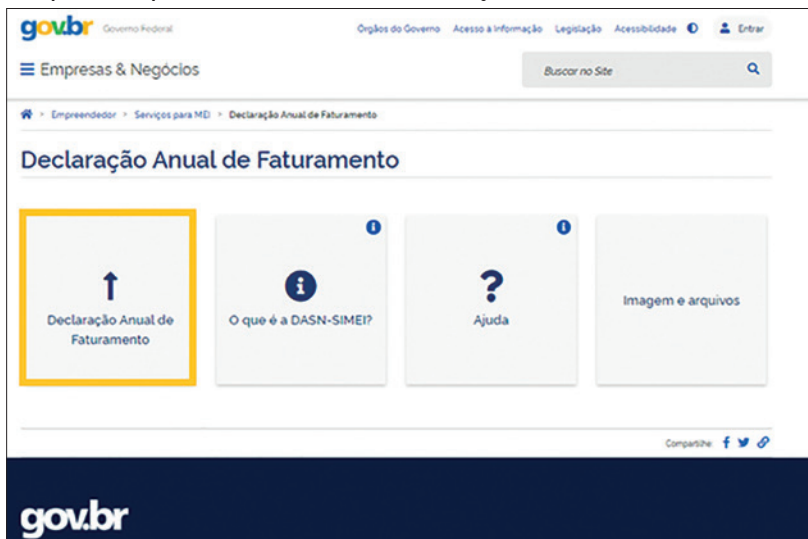 gov.br Governo Federal Órgãos do Governo Acesso à Informação Legislação Acessibilidade Entrar
Empresas & Negócios Buscar no Site
> Empreendedor > Serviços para MEI > Declaração Anual de Faturamento
Declaração Anual de Faturamento
Declaração Anual de
Faturamento
O que é a DASN-SIMEI?
Ajuda
Imagem e arquivos
Compartilhe
gov.br